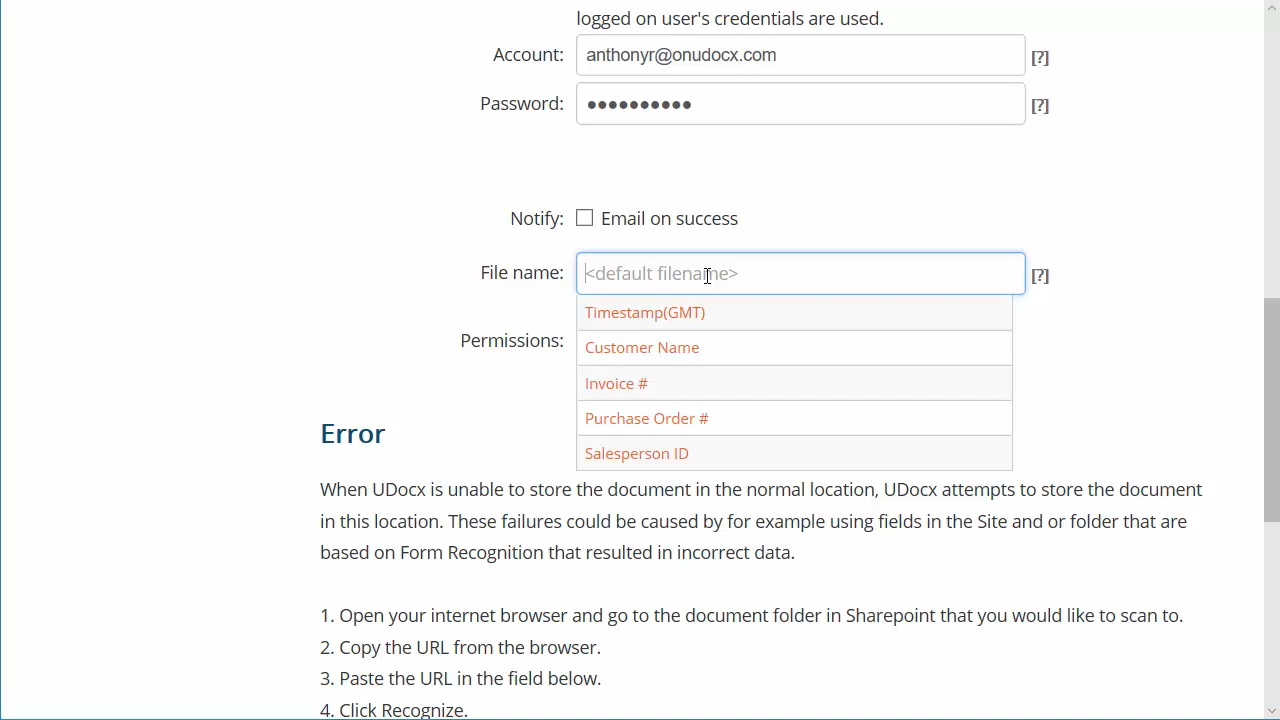 logged on user's credentials are used.
Account: anthonyr@onudocx.com [?]
Password: ●●●●●●●●●● [?]
Notify: Email on success
File name: <default filename> [?]
Timestamp(GMT)
Customer Name
Permissions:
Invoice #
Purchase Order #
Salesperson ID
Error
When UDocx is unable to store the document in the normal location, UDocx attempts to store the document
in this location. These failures could be caused by for example using fields in the Site and or folder that are
based on Form Recognition that resulted in incorrect data.
1. Open your internet browser and go to the document folder in Sharepoint that you would like to scan to.
2. Copy the URL from the browser.
3. Paste the URL in the field below.
4. Click Recognize.